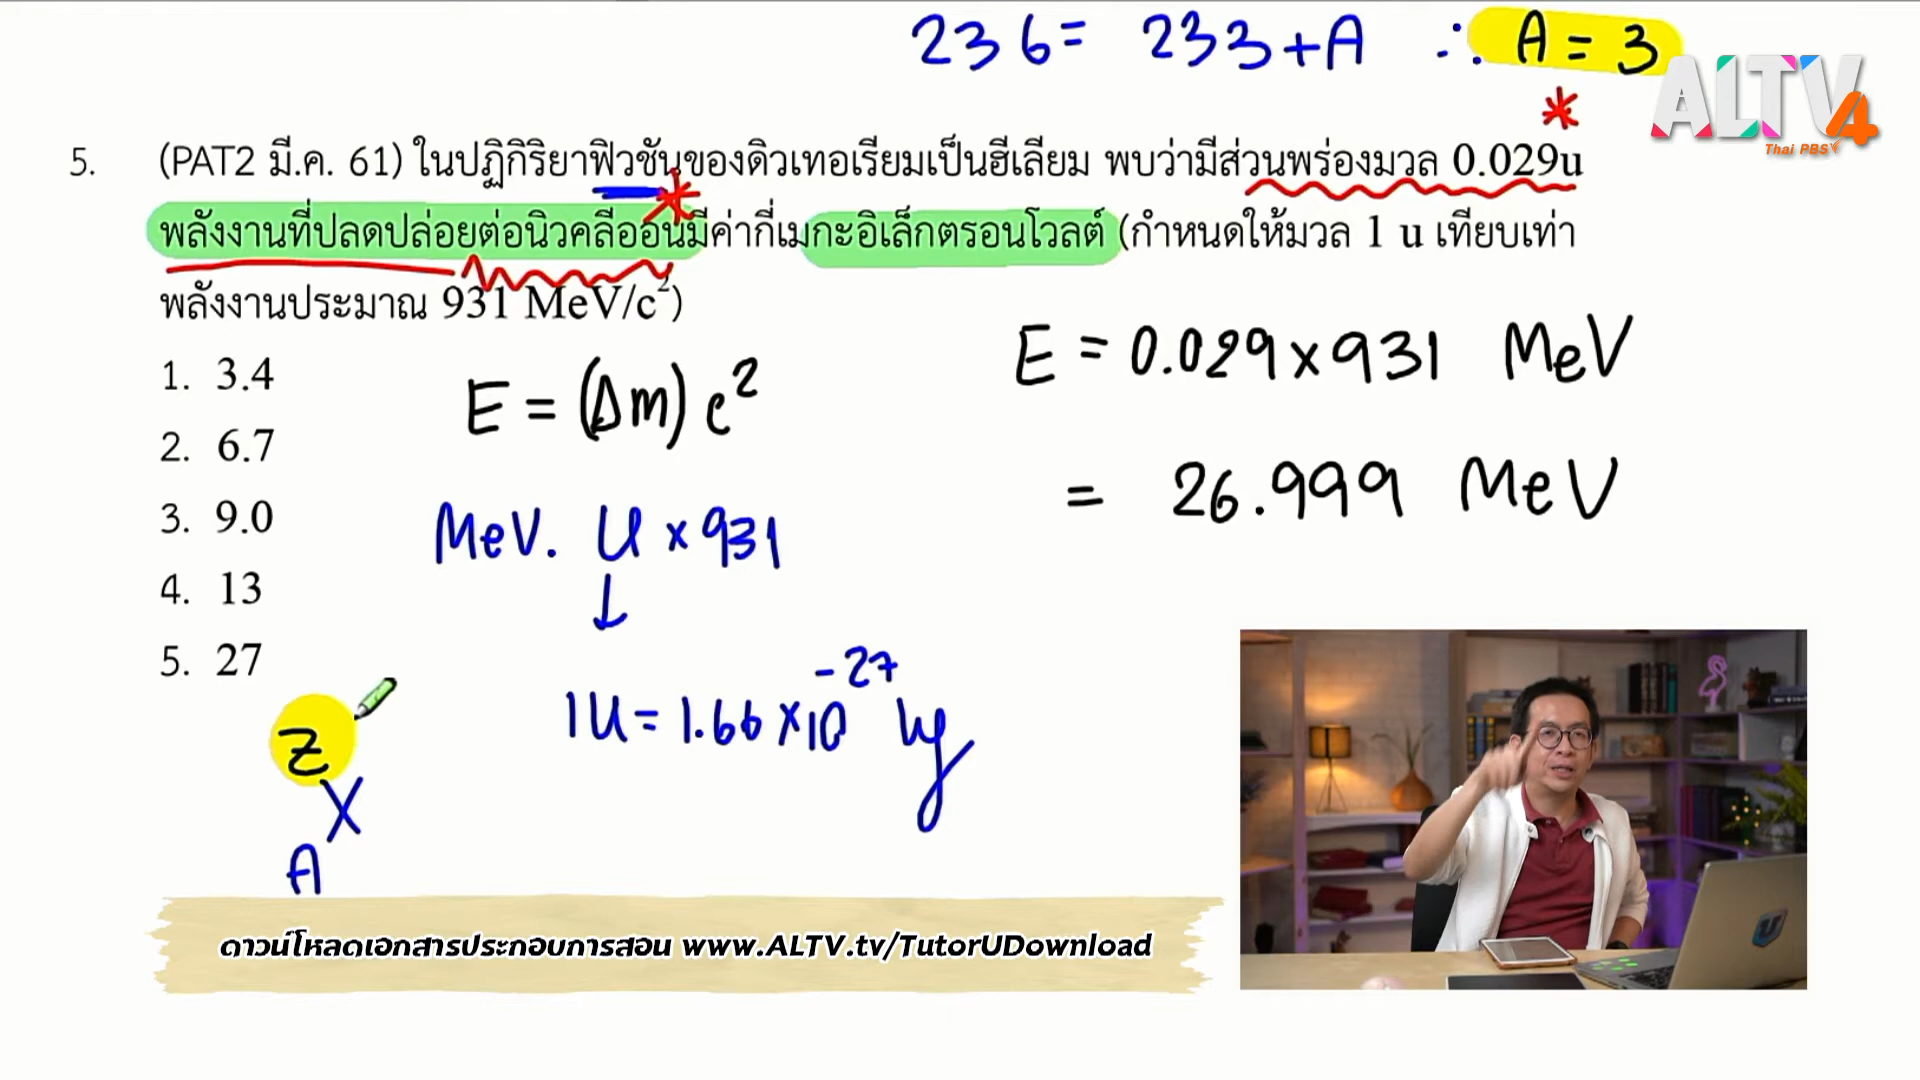 236 = 233 + A ∴ A = 3
ALTV 4
Thai PBS
5. (PAT2 มี.ค. 61) ในปฏิกิริยาฟิวชันของดิวเทอเรียมเป็นฮีเลียม พบว่ามีส่วนพร่องมวล 0.029u
พลังงานที่ปลดปล่อยต่อนิวคลีออนมีค่ากี่เมกะอิเล็กตรอนโวลต์ (กำหนดให้มวล 1 u เทียบเท่า
พลังงานประมาณ 931 MeV/c²)
1. 3.4
2. 6.7
3. 9.0
4. 13
5. 27
E = (Δm) c²
MeV. u × 931
↓
1u = 1.66 × 10⁻²⁷ kg
E = 0.029 × 931 MeV
= 26.999 MeV
Z
X
A
ดาวน์โหลดเอกสารประกอบการสอน www.ALTV.tv/TutorUDownload